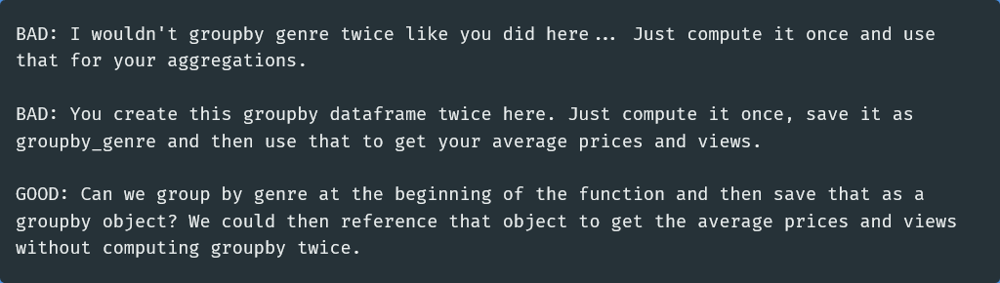 BAD: I wouldn't groupby genre twice like you did here... Just compute it once and use
that for your aggregations.
BAD: You create this groupby dataframe twice here. Just compute it once, save it as
groupby_genre and then use that to get your average prices and views.
GOOD: Can we group by genre at the beginning of the function and then save that as a
groupby object? We could then reference that object to get the average prices and views
without computing groupby twice.